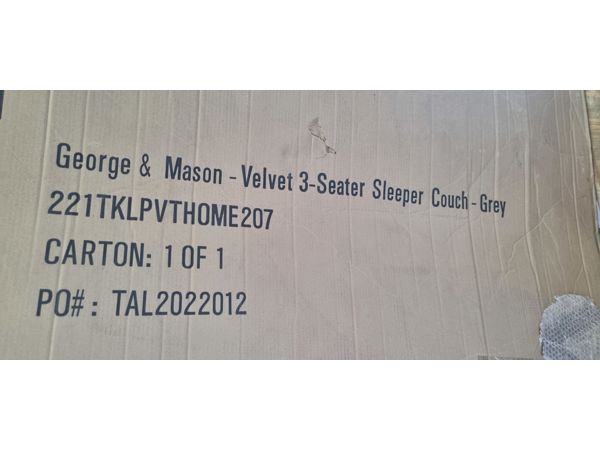 George & Mason - Velvet 3-Seater Sleeper Couch - Grey
221TKLPVTHOME207
CARTON: 1 OF 1
PO#: TAL2022012